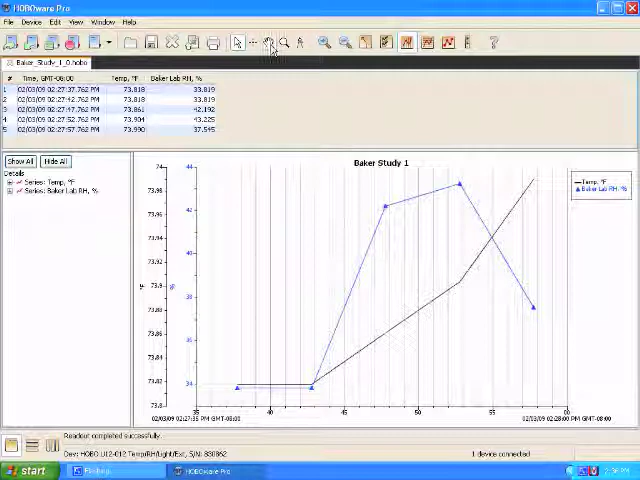 HOBOware Pro
File Device Edit View Window Help
Baker_Study_1_0.hobo
# Time, GMT-08:00 Temp, °F Baker Lab RH, %
1 02/03/09 02:27:37.762 PM 73.818 33.819
2 02/03/09 02:27:42.762 PM 73.818 33.819
3 02/03/09 02:27:47.762 PM 73.861 42.192
4 02/03/09 02:27:52.762 PM 73.904 43.225
5 02/03/09 02:27:57.762 PM 73.990 37.545
Show All Hide All
Details
Series: Temp, °F
Series: Baker Lab RH, %
Baker Study 1
74
73.98
73.96
73.94
73.92
73.9
73.88
73.86
73.84
73.82
73.8
°F
44
42
40
38
36
34
%
35 40 45 50 55 00
02/03/09 02:27:35 PM GMT-08:00
02/03/09 02:28:00 PM GMT-08:00
Temp, °F
Baker Lab RH, %
Readout completed successfully.
Dev: HOBO U12-012 Temp/RH/Light/Ext, S/N: 830862
1 device connected
start
HOBOware Pro
2:36 PM